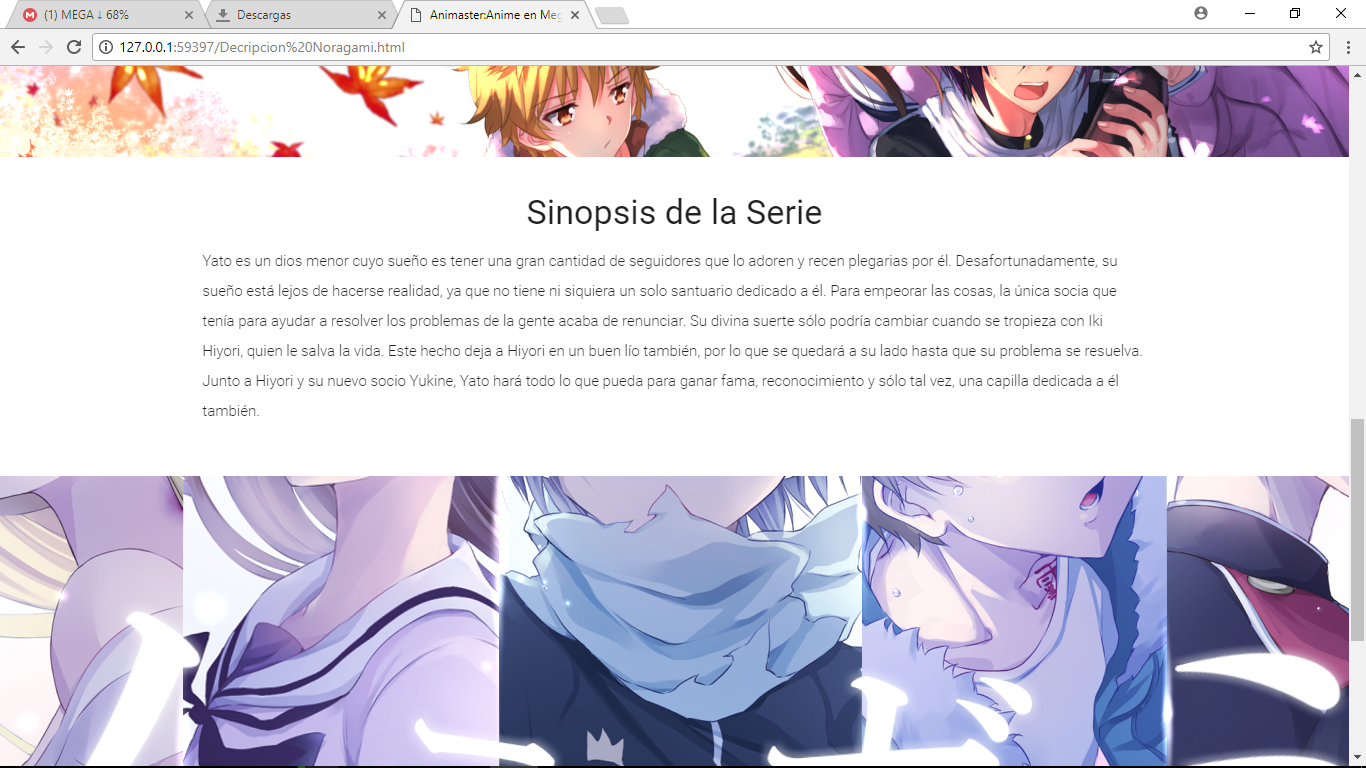 (1) MEGA ↓ 68%
Descargas
Animaster:Anime en Meg
127.0.0.1:59397/Decripcion%20Noragami.html
Sinopsis de la Serie
Yato es un dios menor cuyo sueño es tener una gran cantidad de seguidores que lo adoren y recen plegarias por él. Desafortunadamente, su
sueño está lejos de hacerse realidad, ya que no tiene ni siquiera un solo santuario dedicado a él. Para empeorar las cosas, la única socia que
tenía para ayudar a resolver los problemas de la gente acaba de renunciar. Su divina suerte sólo podría cambiar cuando se tropieza con Iki
Hiyori, quien le salva la vida. Este hecho deja a Hiyori en un buen lío también, por lo que se quedará a su lado hasta que su problema se resuelva.
Junto a Hiyori y su nuevo socio Yukine, Yato hará todo lo que pueda para ganar fama, reconocimiento y sólo tal vez, una capilla dedicada a él
también.